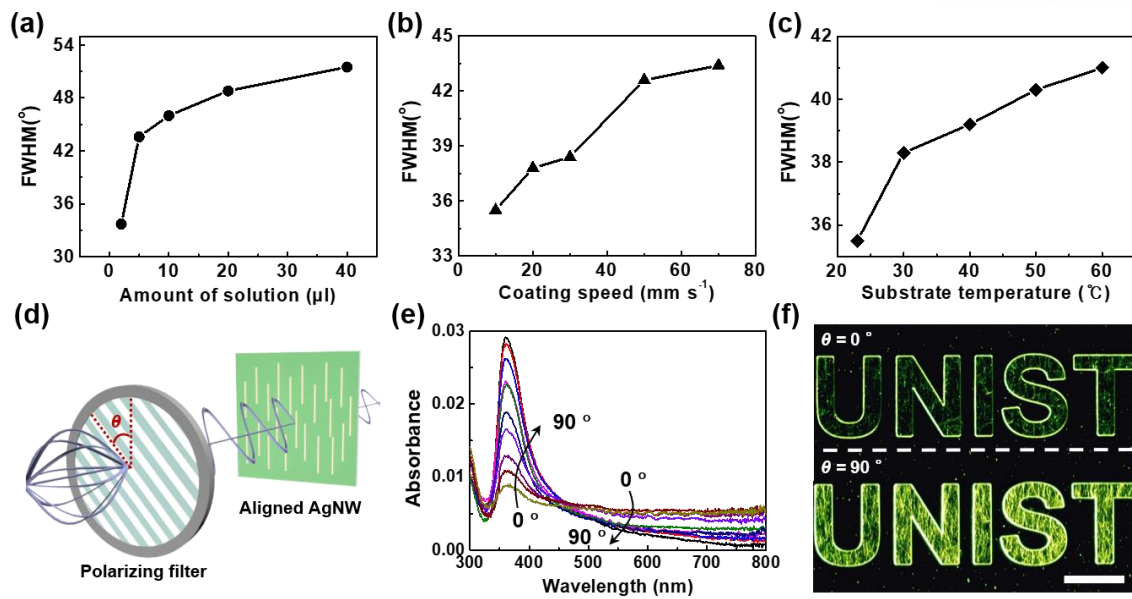 (a)
54
48
42
36
30
FWHM(°)
0
10
20
30
40
Amount of solution (µl)
(b)
45
42
39
36
33
FWHM(°)
0
20
40
60
80
Coating speed (mm s⁻¹)
(c)
42
40
38
36
FWHM(°)
20
30
40
50
60
Substrate temperature (℃)
(d)
θ
Polarizing filter
Aligned AgNW
(e)
0.03
0.02
0.01
0.00
Absorbance
90 °
0 °
0 °
90 °
300
400
500
600
700
800
Wavelength (nm)
(f)
θ = 0 °
UNIST
θ = 90 °
UNIST